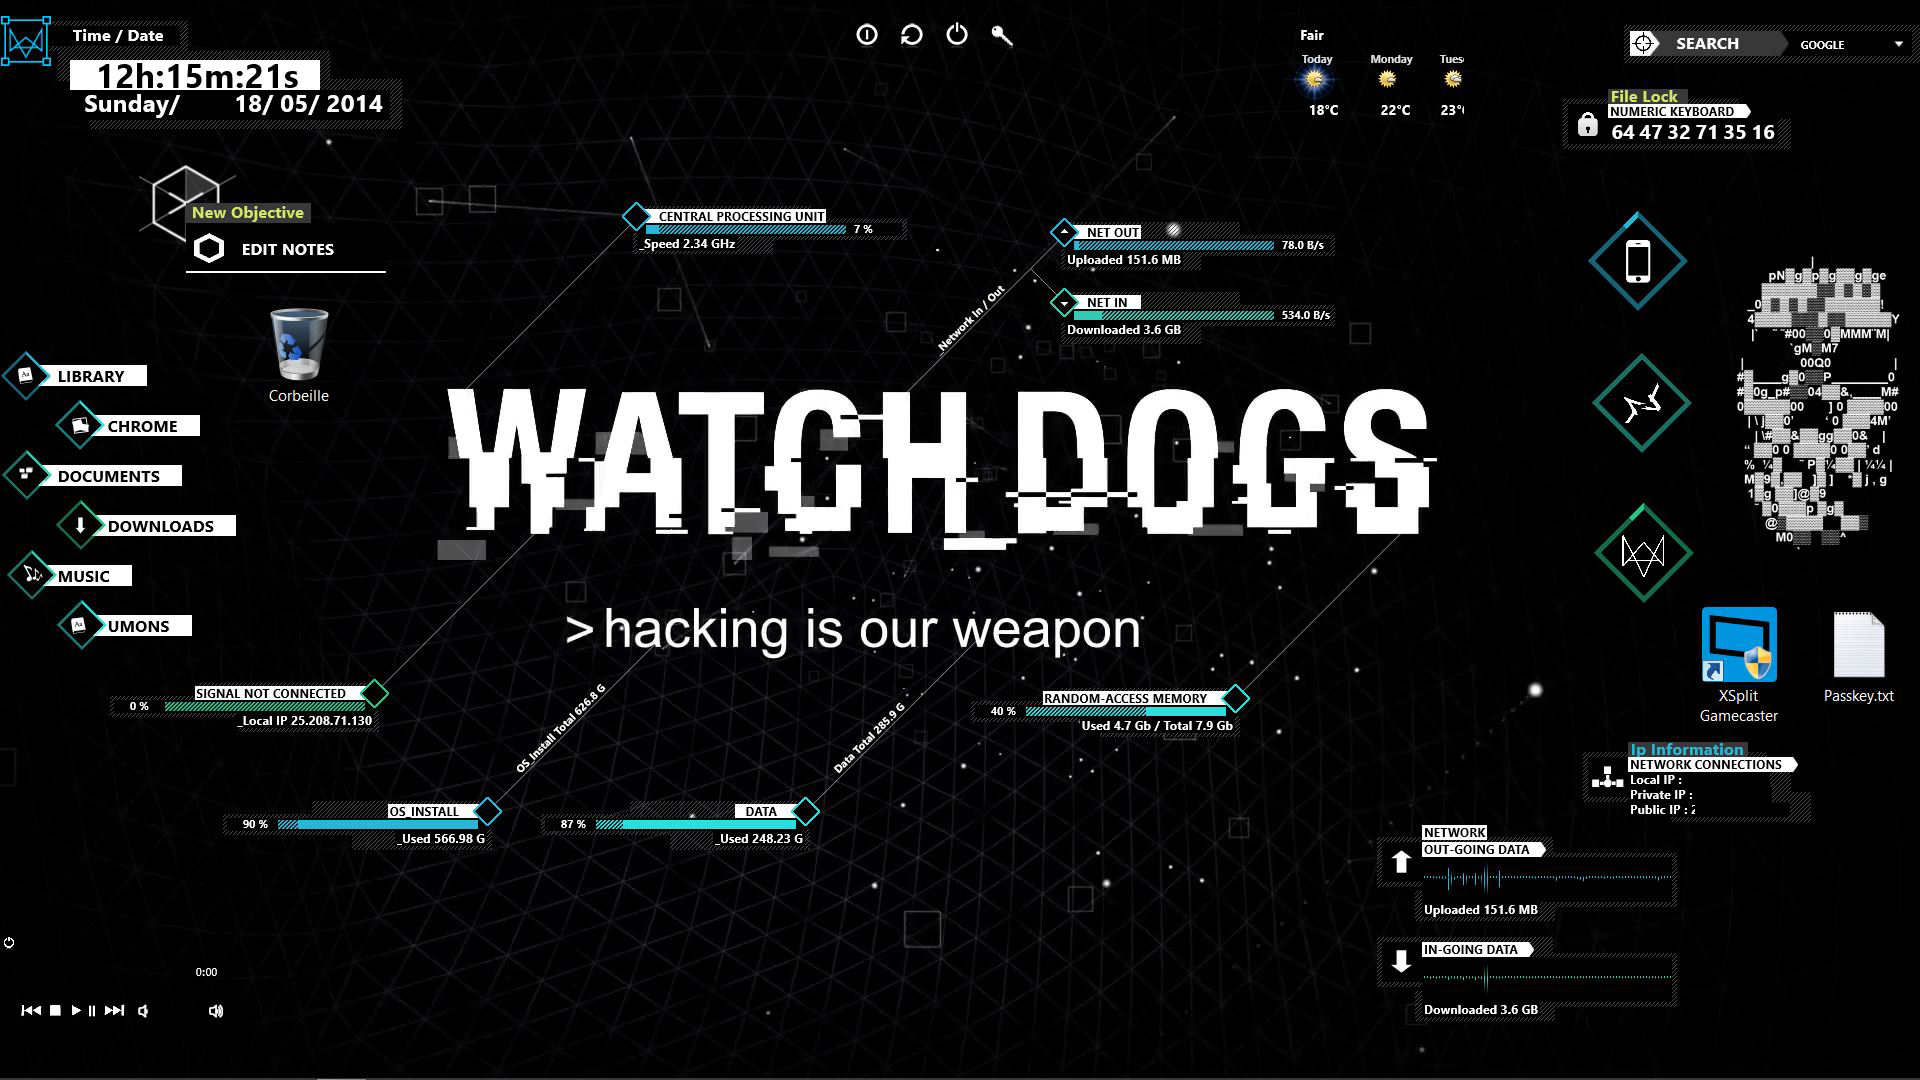 Time / Date
12h:15m:21s
Sunday/ 18/ 05/ 2014
Fair
Today Monday Tues
18°C 22°C 23°
SEARCH GOOGLE
File Lock
NUMERIC KEYBOARD
64 47 32 71 35 16
New Objective
EDIT NOTES
CENTRAL PROCESSING UNIT
7 %
_Speed 2.34 GHz
NET OUT
78.0 B/s
Uploaded 151.6 MB
NET IN
534.0 B/s
Downloaded 3.6 GB
_Network In / Out
Corbeille
LIBRARY
CHROME
DOCUMENTS
DOWNLOADS
MUSIC
UMONS
WATCH DOGS
>hacking is our weapon
SIGNAL NOT CONNECTED
0 %
_Local IP 25.208.71.130
OS Install Total 626.8 G
Data Total 285.9 G
RANDOM-ACCESS MEMORY
40 %
Used 4.7 Gb / Total 7.9 Gb
OS_INSTALL
90 %
_Used 566.98 G
DATA
87 %
_Used 248.23 G
XSplit
Gamecaster
Passkey.txt
Ip Information
NETWORK CONNECTIONS
Local IP :
Private IP :
Public IP :
NETWORK
OUT-GOING DATA
Uploaded 151.6 MB
IN-GOING DATA
Downloaded 3.6 GB
0:00